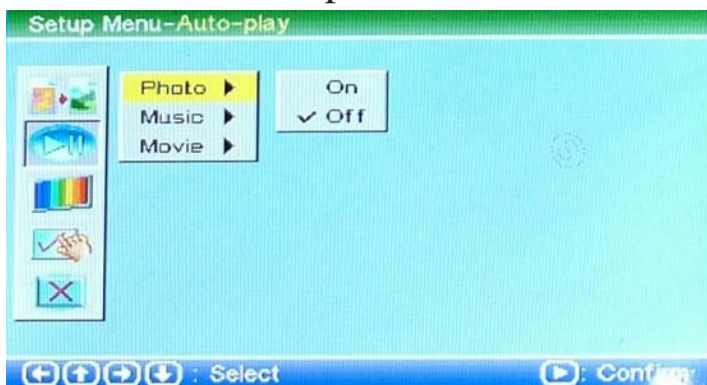 Setup Menu-Auto-play
Photo
Music
Movie
On
✓ Off
: Select
: Confirm